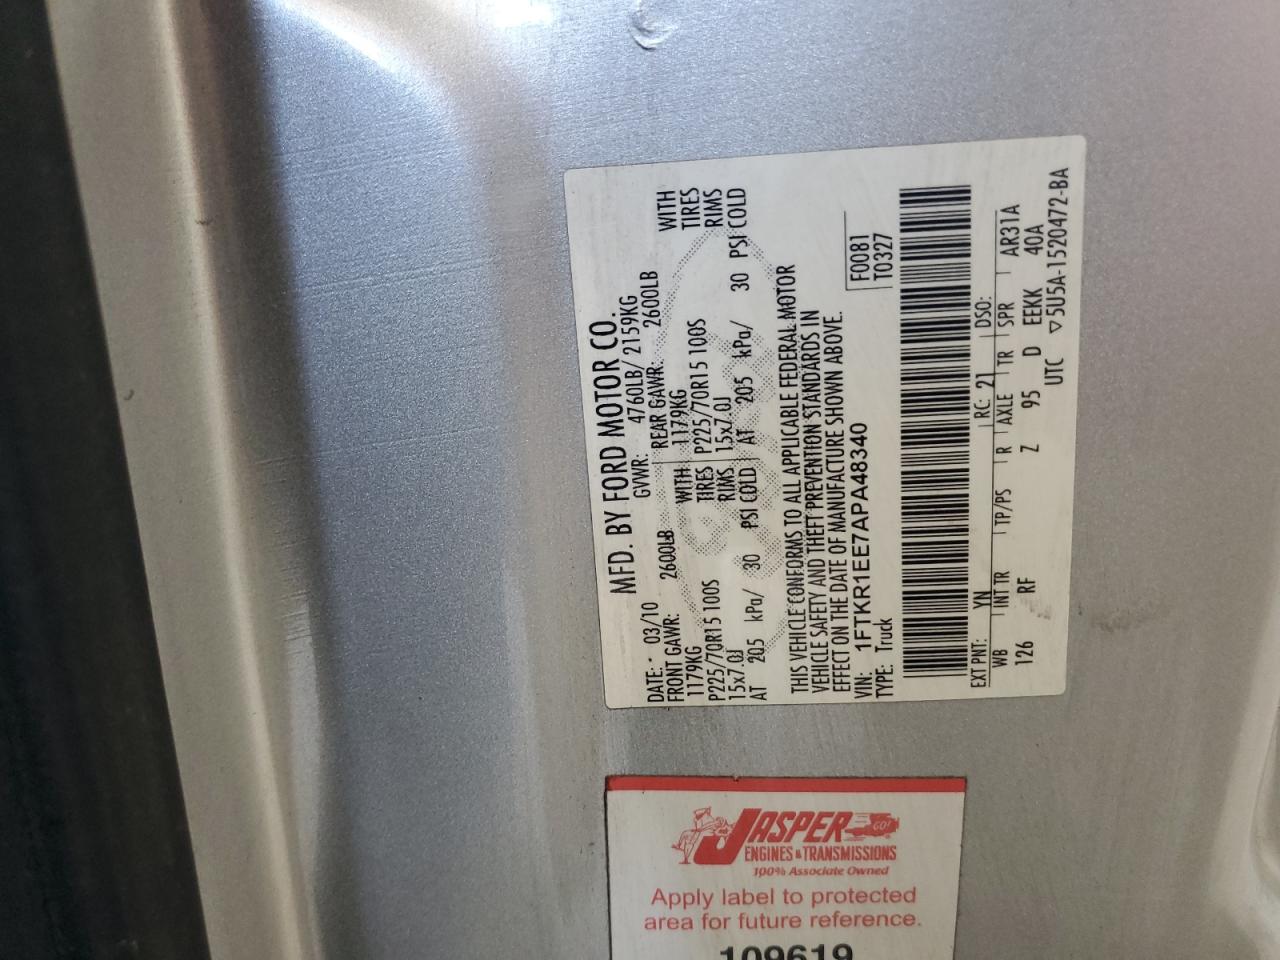 MFD. BY FORD MOTOR CO.
DATE: 03/10 GVWR: 4760LB/ 2159KG
FRONT GAWR: 2600LB REAR GAWR: 2600LB
1179KG WITH 1179KG WITH
P225/70R15 100S TIRES P225/70R15 100S TIRES
15x7.0J RIMS 15x7.0J RIMS
AT 205 kPa/ 30 PSI COLD AT 205 kPa/ 30 PSI COLD
THIS VEHICLE CONFORMS TO ALL APPLICABLE FEDERAL MOTOR
VEHICLE SAFETY AND THEFT PREVENTION STANDARDS IN
EFFECT ON THE DATE OF MANUFACTURE SHOWN ABOVE.
VIN: 1FTKR1EE7APA48340 F0081
TYPE: Truck T0327
EXT PNT: YN RC: 21 DSO:
WB INT TR TP/PS R AXLE TR SPR AR31A
126 RF Z 95 D EEKK 40A
UTC ▽5U5A-1520472-BA
JASPER GO!
ENGINES & TRANSMISSIONS
100% Associate Owned
Apply label to protected
area for future reference.
109619